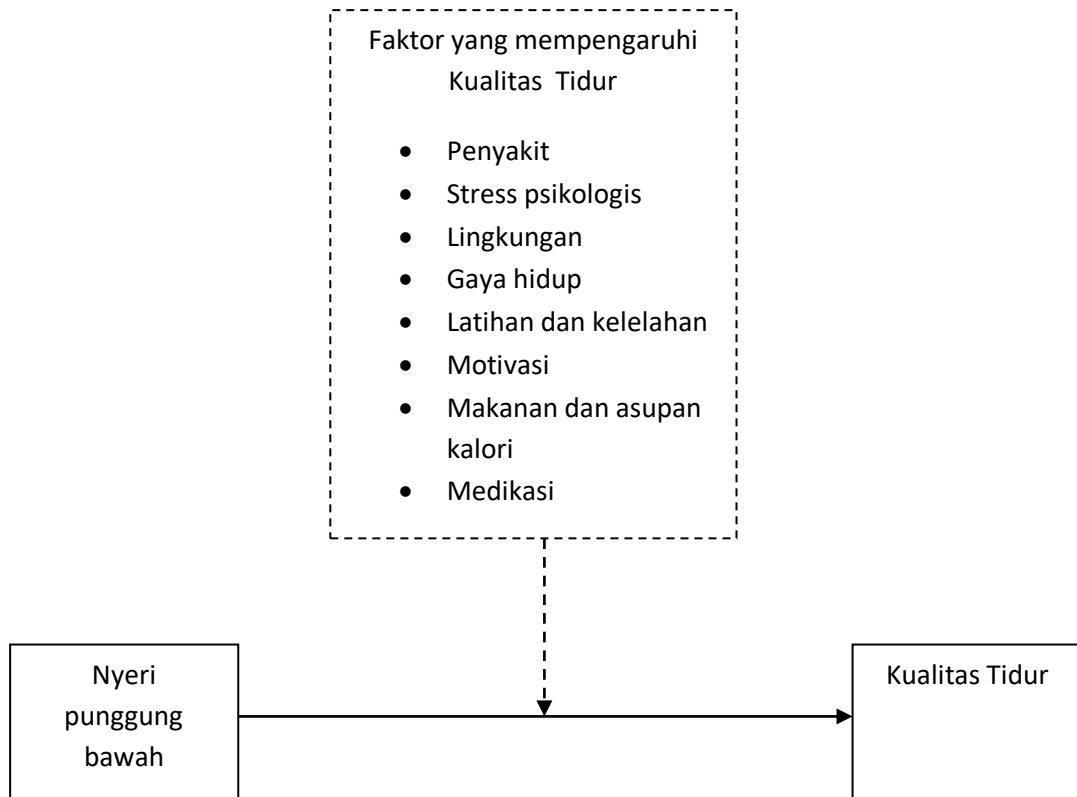 Faktor yang mempengaruhi
Kualitas Tidur
• Penyakit
• Stress psikologis
• Lingkungan
• Gaya hidup
• Latihan dan kelelahan
• Motivasi
• Makanan dan asupan
kalori
• Medikasi
Nyeri
punggung
bawah
Kualitas Tidur